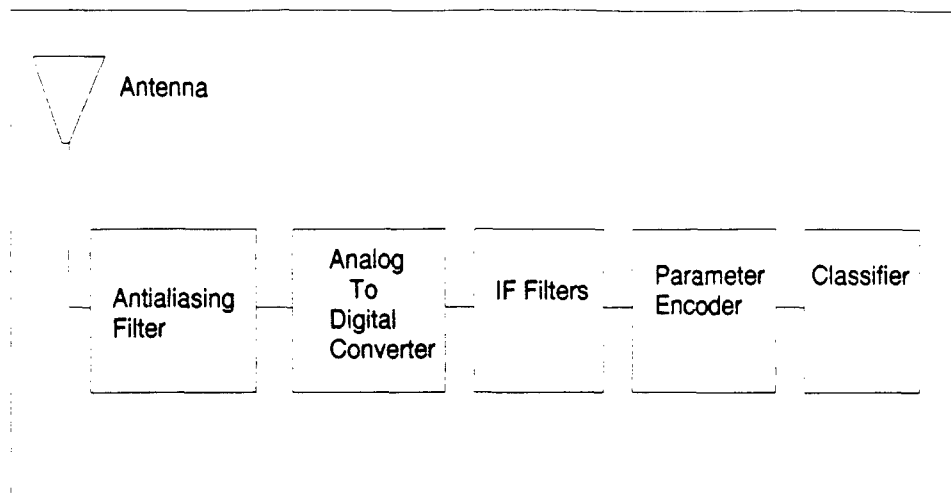 Antenna
Antialiasing
Filter
Analog
To
Digital
Converter
IF Filters
Parameter
Encoder
Classifier